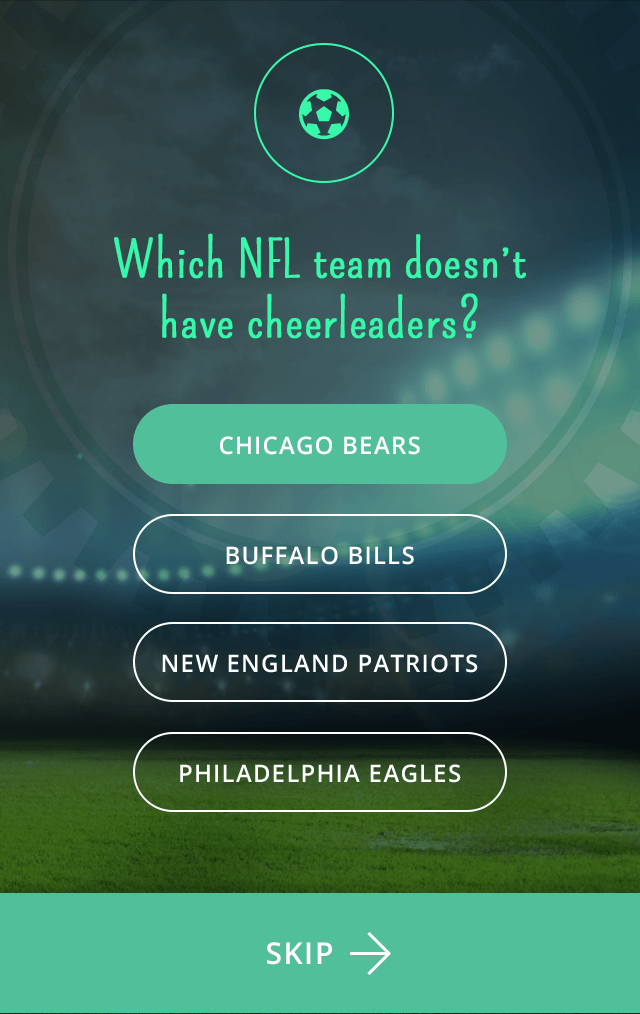 Which NFL team doesn't
have cheerleaders?
CHICAGO BEARS
BUFFALO BILLS
NEW ENGLAND PATRIOTS
PHILADELPHIA EAGLES
SKIP